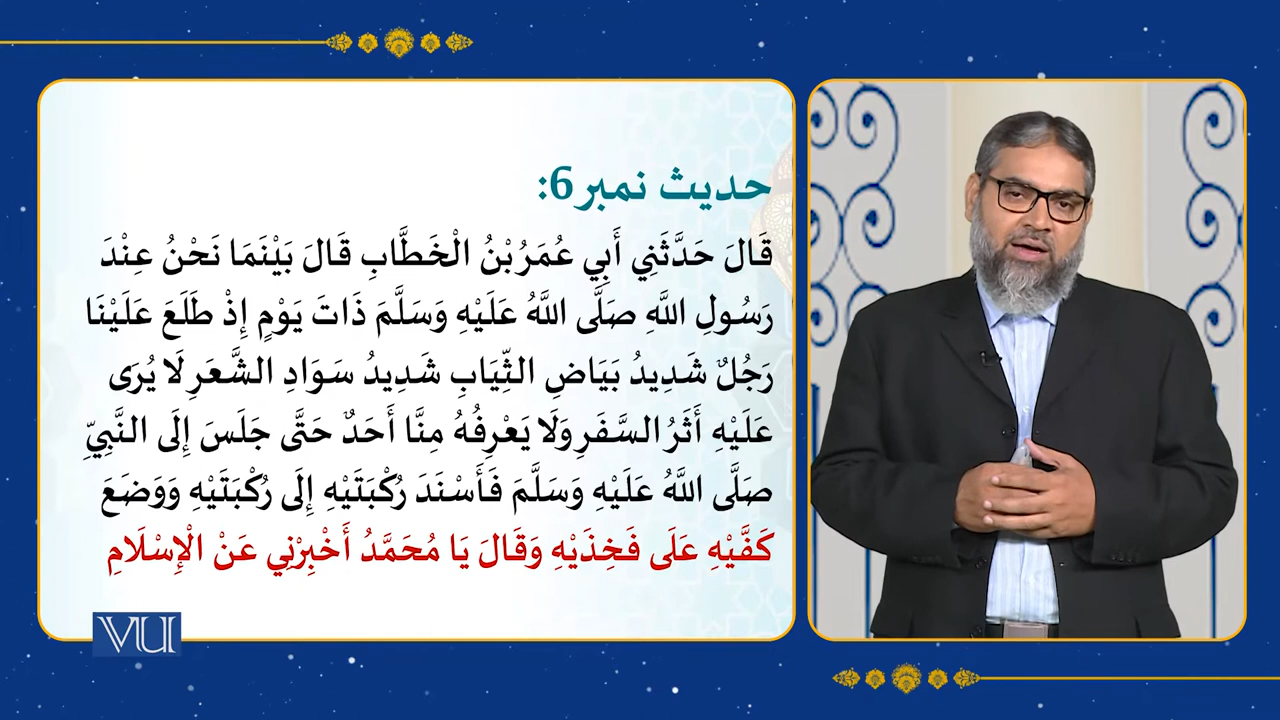 حدیث نمبر6:
قَالَ حَدَّثَنِي أَبِي عُمَرُبْنُ الْخَطَّابِ قَالَ بَيْنَمَا نَحْنُ عِنْدَ
رَسُولِ اللَّهِ صَلَّى اللَّهُ عَلَيْهِ وَسَلَّمَ ذَاتَ يَوْمٍ إِذْ طَلَعَ عَلَيْنَا
رَجُلٌ شَدِيدُ بَيَاضِ الثِّيَابِ شَدِيدُ سَوَادِ الشَّعَرِ لَا يُرَى
عَلَيْهِ أَثَرُ السَّفَرِ وَلَا يَعْرِفُهُ مِنَّا أَحَدٌ حَتَّى جَلَسَ إِلَى النَّبِيِّ
صَلَّى اللَّهُ عَلَيْهِ وَسَلَّمَ فَأَسْنَدَ رُكْبَتَيْهِ إِلَى رُكْبَتَيْهِ وَوَضَعَ
كَفَّيْهِ عَلَى فَخِذَيْهِ وَقَالَ يَا مُحَمَّدُ أَخْبِرْنِي عَنْ الْإِسْلَامِ
VU